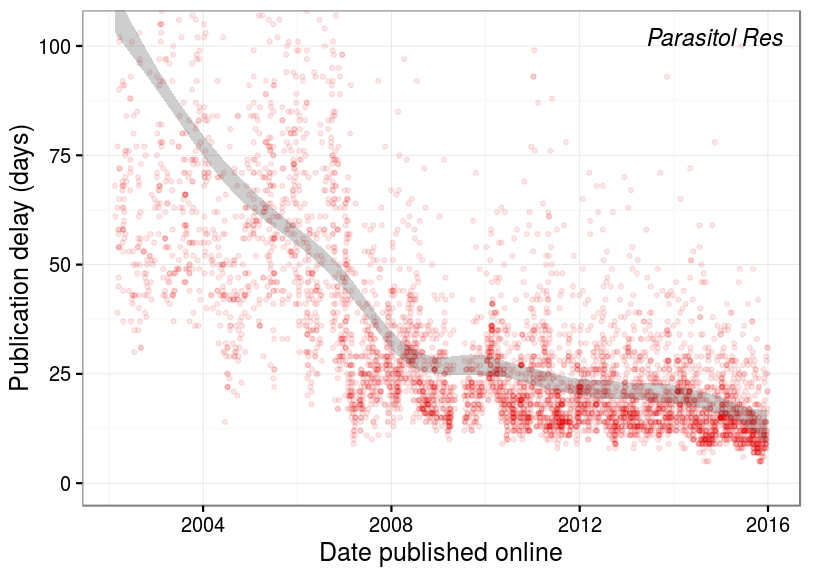 Parasitol Res
Publication delay (days)
100
75
50
25
0
2004 2008 2012 2016
Date published online